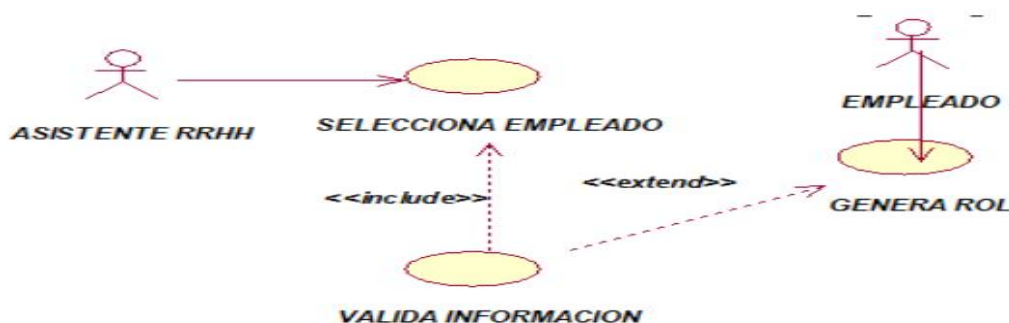 EMPLEADO
ASISTENTE RRHH
SELECCIONA EMPLEADO
<<include>>
<<extend>>
GENERA ROL
VALIDA INFORMACION